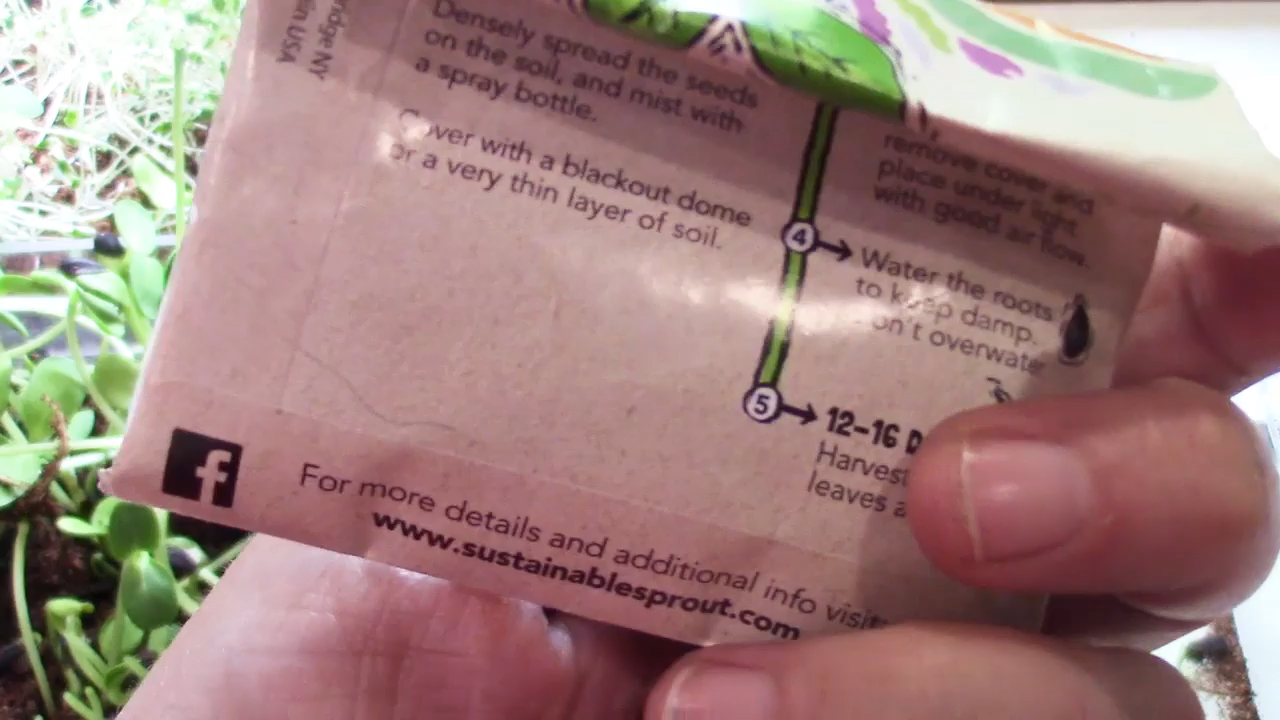 ridge NY
in USA
Densely spread the seeds
on the soil, and mist with
a spray bottle.
Cover with a blackout dome
or a very thin layer of soil.
remove cover and
place under light
with good air flow.
4
Water the roots
to keep damp.
on't overwate
5
12-16 D
Harvest
leaves a
f
For more details and additional info visit
www.sustainablesprout.com